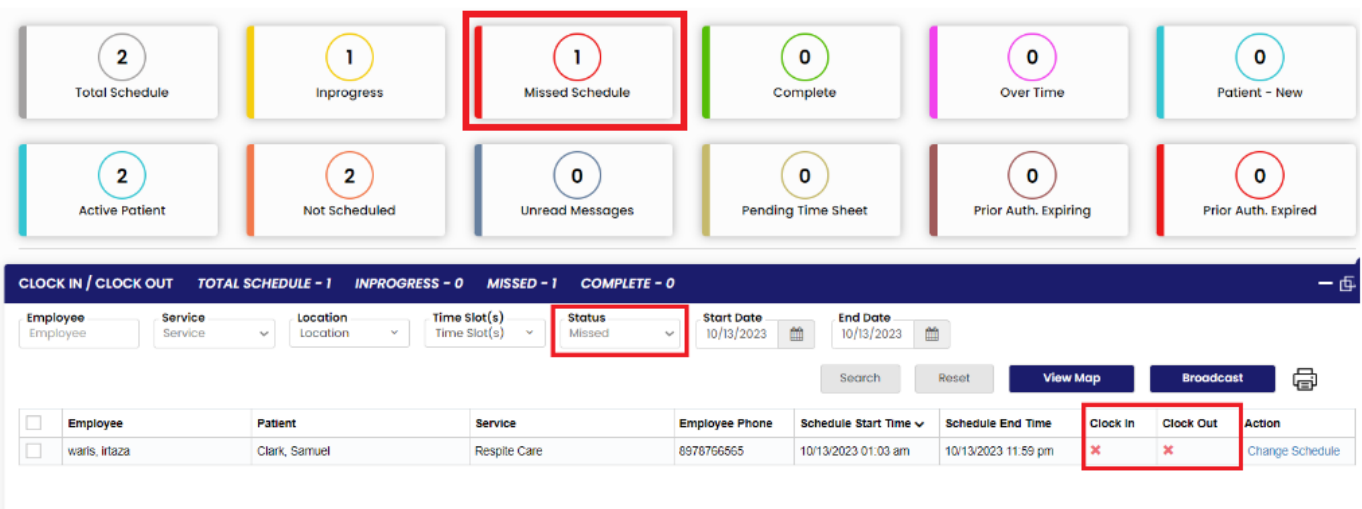 2 1 1 0 0 0
Total Schedule Inprogress Missed Schedule Complete Over Time Patient - New
2 2 0 0 0 0
Active Patient Not Scheduled Unread Messages Pending Time Sheet Prior Auth. Expiring Prior Auth. Expired
CLOCK IN / CLOCK OUT TOTAL SCHEDULE - 1 INPROGRESS - 0 MISSED - 1 COMPLETE - 0
Employee Service Location Time Slot(s) Status Start Date End Date
Employee Service Location Time Slot(s) Missed 10/13/2023 10/13/2023
Search Reset View Map Broadcast
Employee Patient Service Employee Phone Schedule Start Time Schedule End Time Clock In Clock Out Action
waris, irtaza Clark, Samuel Respite Care 8978766565 10/13/2023 01:03 am 10/13/2023 11:59 pm Change Schedule